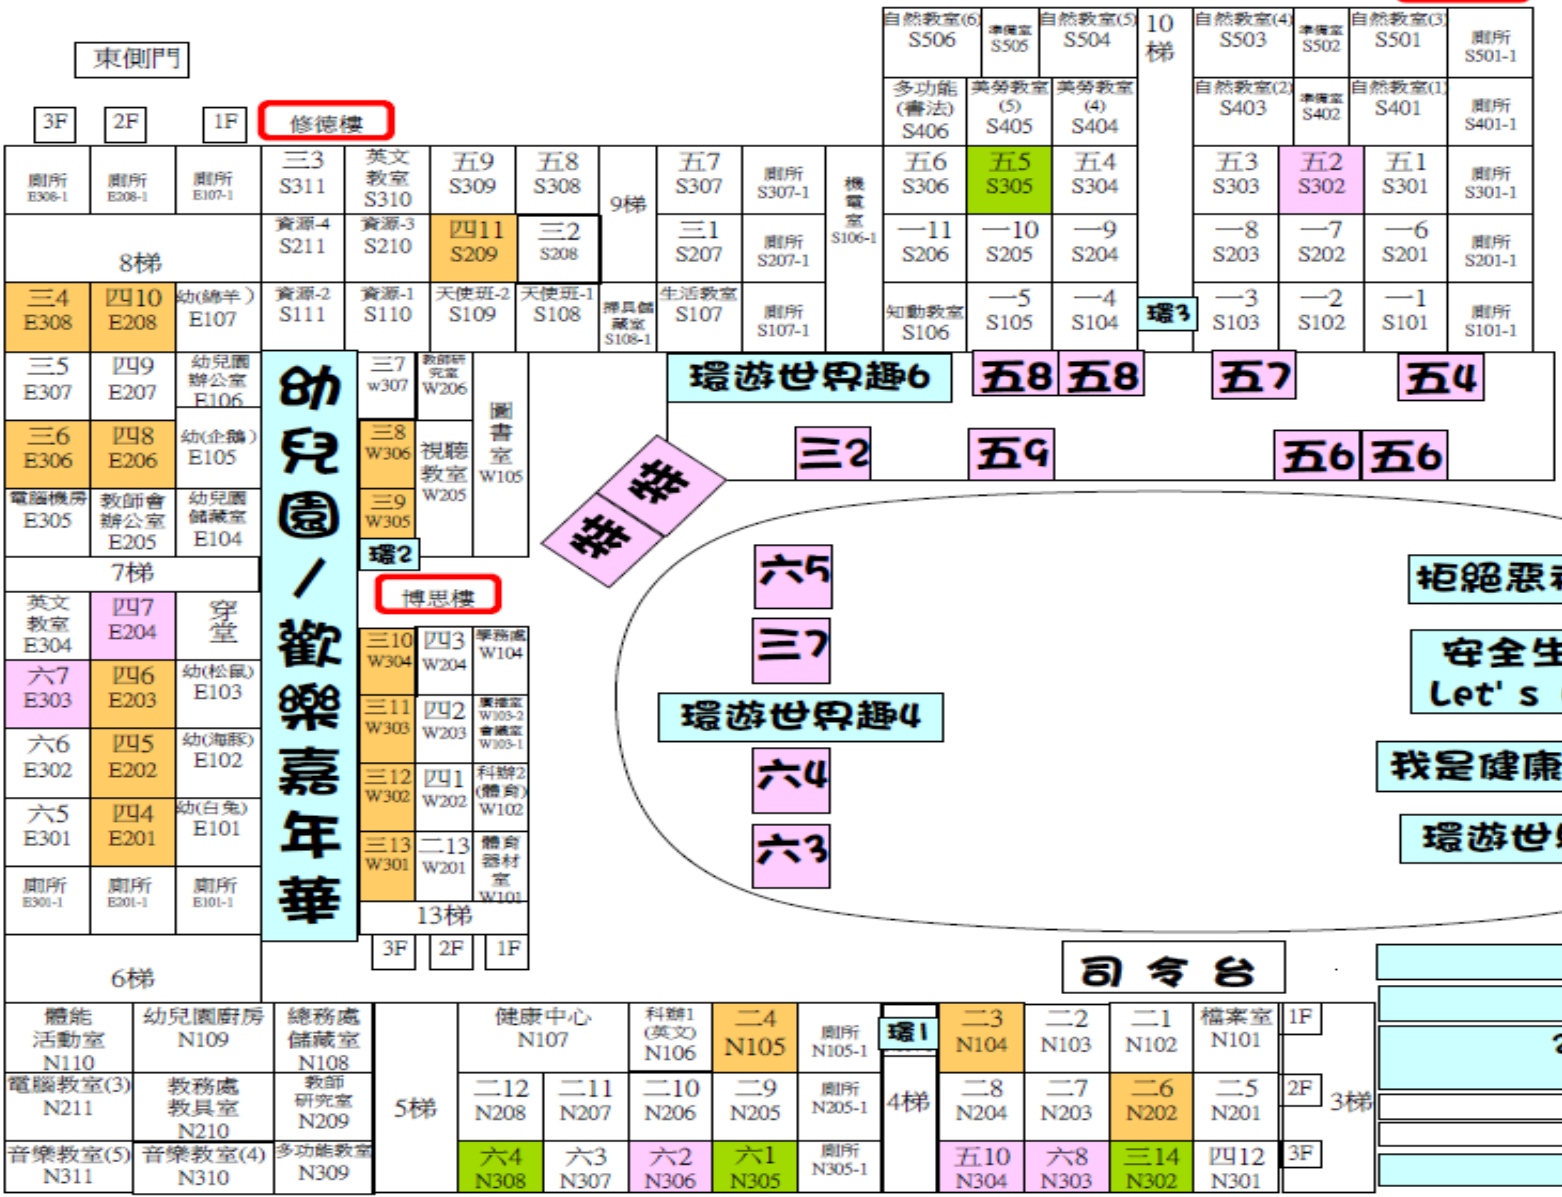 自然教室(6) S506
準備室 S505
自然教室(5) S504
10梯
自然教室(4) S503
準備室 S502
自然教室(3) S501
廁所 S501-1
東側門
多功能(書法) S406
美勞教室(5) S405
美勞教室(4) S404
自然教室(2) S403
準備室 S402
自然教室(1) S401
廁所 S401-1
3F 2F 1F 修德樓
廁所 E308-1
廁所 E208-1
廁所 E107-1
三3 S311
英文教室 S310
五9 S309
五8 S308
9梯
五7 S307
廁所 S307-1
機電室 S106-1
五6 S306
五5 S305
五4 S304
五3 S303
五2 S302
五1 S301
廁所 S301-1
8梯
資源-4 S211
資源-3 S210
四11 S209
三2 S208
三1 S207
廁所 S207-1
一11 S206
一10 S205
一9 S204
一8 S203
一7 S202
一6 S201
廁所 S201-1
三4 E308
四10 E208
幼(綿羊) E107
資源-2 S111
資源-1 S110
天使班-2 S109
天使班-1 S108
掃具儲藏室 S108-1
生活教室 S107
廁所 S107-1
知動教室 S106
一5 S105
一4 S104
環3
一3 S103
一2 S102
一1 S101
廁所 S101-1
三5 E307
四9 E207
幼兒園辦公室 E106
幼兒園/歡樂嘉年華
三7 w307
教師研究室 W206
圖書室 W105
環遊世界趣6
五8 五8 五7 五4
三6 E306
四8 E206
幼(企鵝) E105
三8 W306
視聽教室 W205
三2 五9 五6 五6
電腦機房 E305
教師會辦公室 E205
幼兒園儲藏室 E104
三9 W305
環2
7梯
博思樓
六5
拒絕惡
英文教室 E304
四7 E204
穿堂
三10 W304
四3 W204
學務處 W104
三7
安全生
Let's
六7 E303
四6 E203
幼(松鼠) E103
三11 W303
四2 W203
廣播室 W103-2
會議室 W103-1
環遊世界趣4
六6 E302
四5 E202
幼(海豚) E102
三12 W302
四1 W202
科辦2(體育) W102
六4
我是健康
六5 E301
四4 E201
幼(白兔) E101
三13 W301
二13 W201
體育器材室 W101
六3
環遊世
廁所 E301-1
廁所 E201-1
廁所 E101-1
13梯
3F 2F 1F
6梯
司令台
體能活動室 N110
幼兒園廚房 N109
總務處儲藏室 N108
5梯
健康中心 N107
科辦1(英文) N106
二4 N105
廁所 N105-1
環1
二3 N104
二2 N103
二1 N102
檔案室 N101
1F
電腦教室(3) N211
教務處教具室 N210
教師研究室 N209
二12 N208
二11 N207
二10 N206
二9 N205
廁所 N205-1
4梯
二8 N204
二7 N203
二6 N202
二5 N201
2F
3梯
音樂教室(5) N311
音樂教室(4) N310
多功能教室 N309
六4 N308
六3 N307
六2 N306
六1 N305
廁所 N305-1
五10 N304
六8 N303
三14 N302
四12 N301
3F